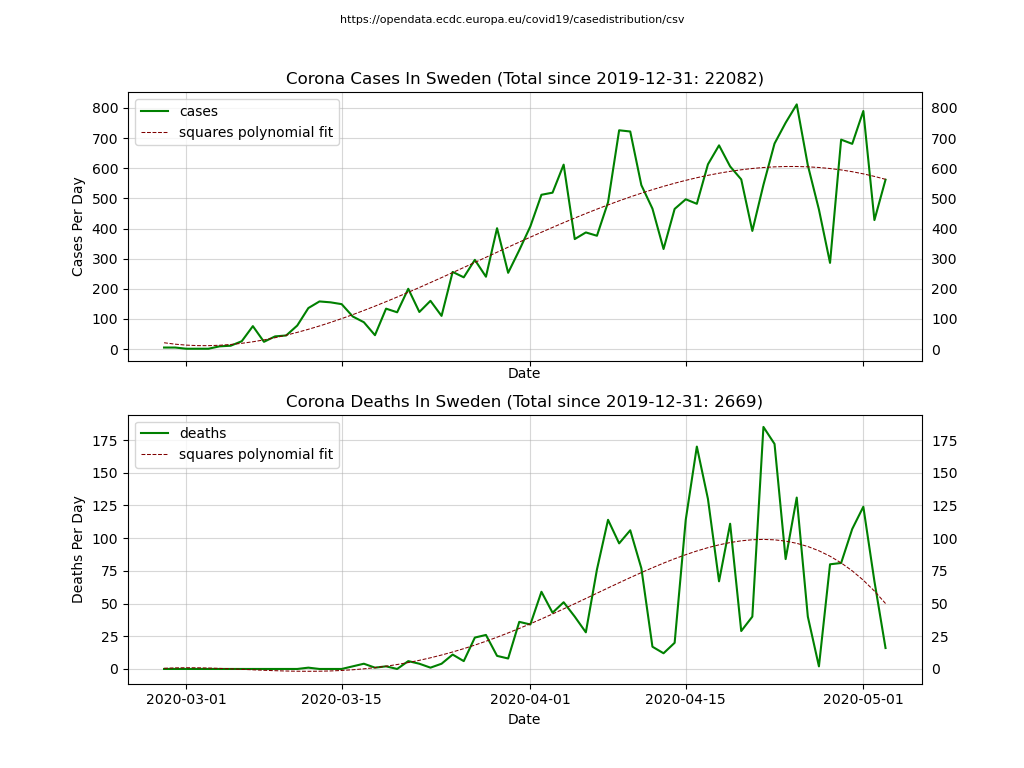 https://opendata.ecdc.europa.eu/covid19/casedistribution/csv
Corona Cases In Sweden (Total since 2019-12-31: 22082)
cases
squares polynomial fit
Cases Per Day
800 800
700 700
600 600
500 500
400 400
300 300
200 200
100 100
0 0
Date
Corona Deaths In Sweden (Total since 2019-12-31: 2669)
deaths
squares polynomial fit
Deaths Per Day
175 175
150 150
125 125
100 100
75 75
50 50
25 25
0 0
2020-03-01 2020-03-15 2020-04-01 2020-04-15 2020-05-01
Date